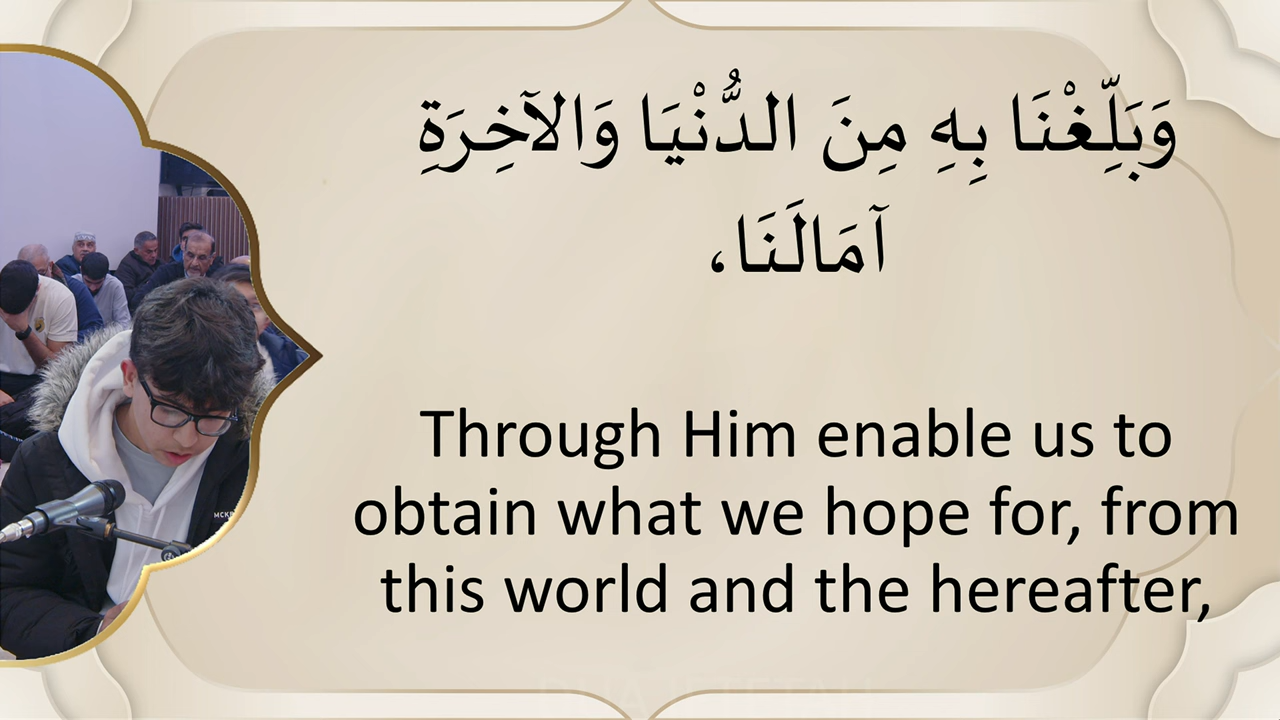 وَبَلِّغْنَا بِهِ مِنَ الدُّنْيَا وَالآخِرَةِ
آمَالَنَا،
Through Him enable us to
obtain what we hope for, from
this world and the hereafter,